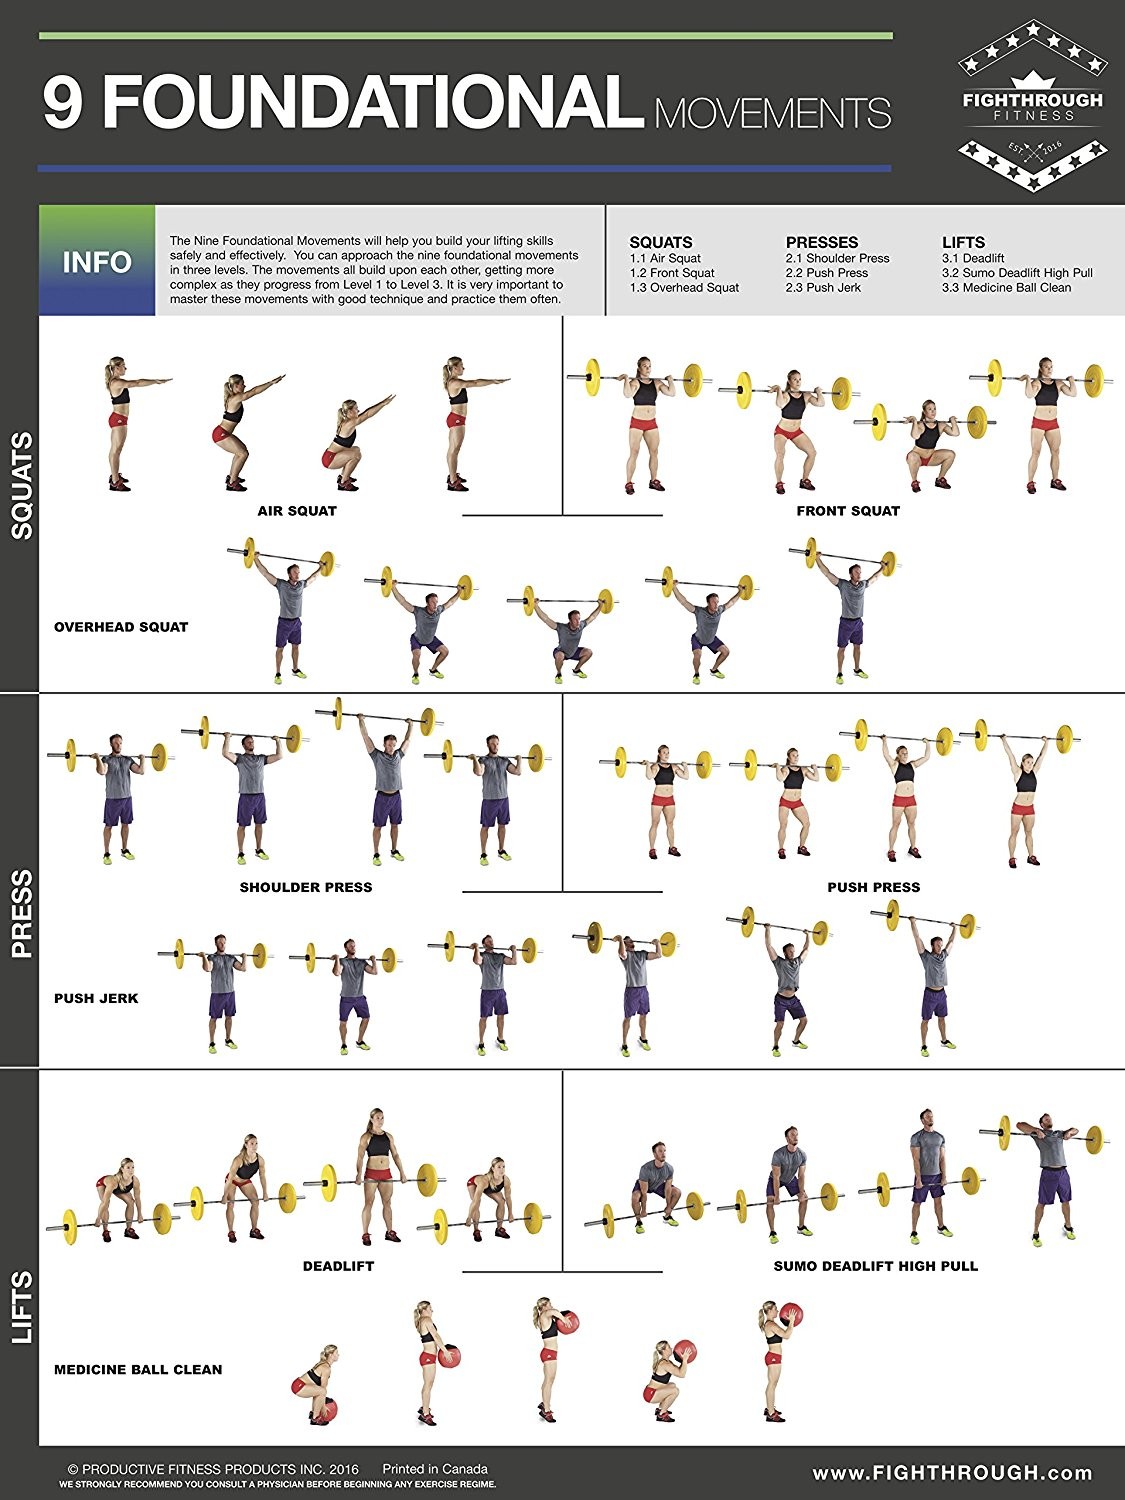 9 FOUNDATIONAL MOVEMENTS
FIGHTHROUGH
FITNESS
EST. 2016
INFO
The Nine Foundational Movements will help you build your lifting skills
safely and effectively. You can approach the nine foundational movements
in three levels. The movements all build upon each other, getting more
complex as they progress from Level 1 to Level 3. It is very important to
master these movements with good technique and practice them often.
SQUATS
1.1 Air Squat
1.2 Front Squat
1.3 Overhead Squat
PRESSES
2.1 Shoulder Press
2.2 Push Press
2.3 Push Jerk
LIFTS
3.1 Deadlift
3.2 Sumo Deadlift High Pull
3.3 Medicine Ball Clean
SQUATS
AIR SQUAT
FRONT SQUAT
OVERHEAD SQUAT
PRESS
SHOULDER PRESS
PUSH PRESS
PUSH JERK
LIFTS
DEADLIFT
SUMO DEADLIFT HIGH PULL
MEDICINE BALL CLEAN
© PRODUCTIVE FITNESS PRODUCTS INC. 2016 Printed in Canada
WE STRONGLY RECOMMEND YOU CONSULT A PHYSICIAN BEFORE BEGINNING ANY EXERCISE REGIME.
www.FIGHTHROUGH.com